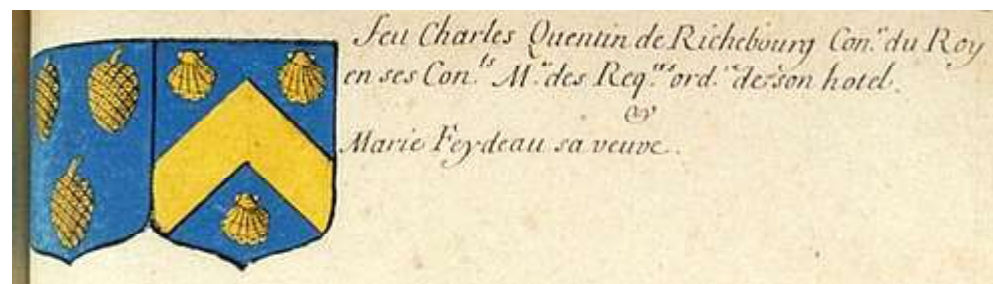 feu Charles Quentin de Richebourg Con.er du Roy
en ses Con.ls M.e des Req.tes ord.re de son hotel.
&
Marie Feydeau sa veuve.